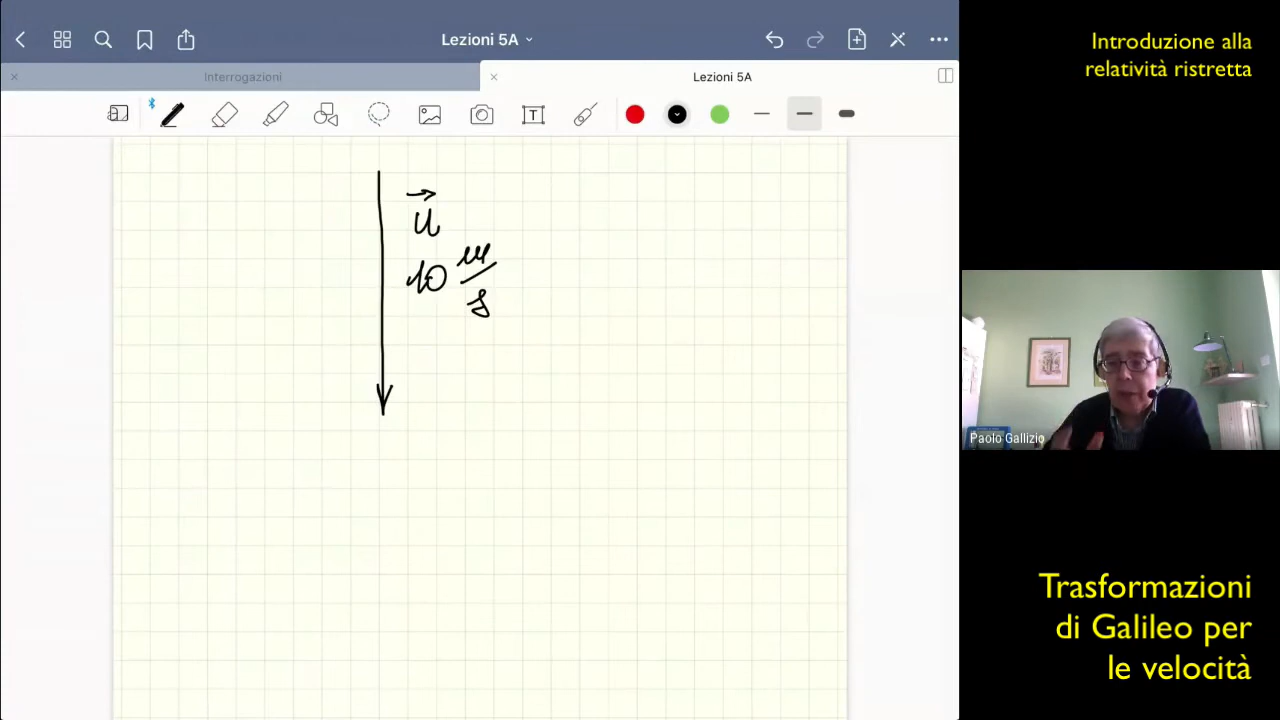 Lezioni 5A
Interrogazioni
Lezioni 5A
T
u
10 m/s
Introduzione alla
relatività ristretta
Paolo Gallizio
Trasformazioni
di Galileo per
le velocità